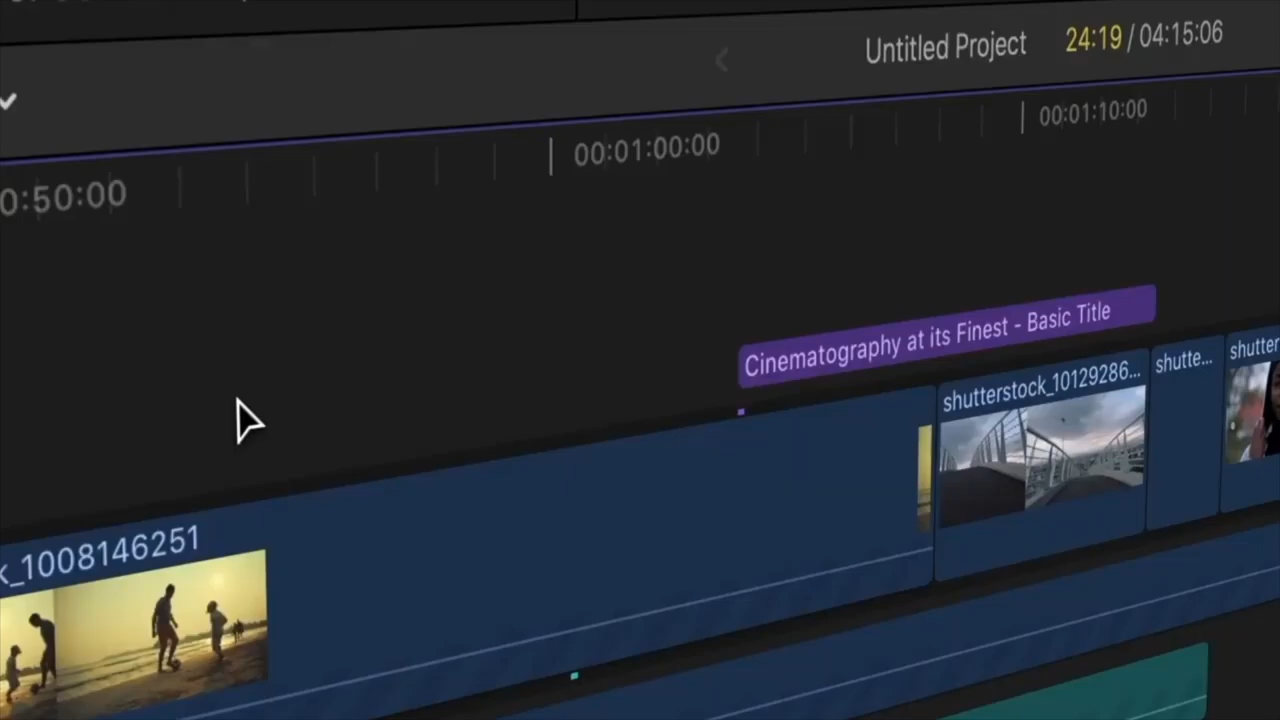 Untitled Project 24:19 / 04:15:06
0:50:00 00:01:00:00 00:01:10:00
Cinematography at its Finest - Basic Title
k_1008146251 shutterstock_10129286... shutte... shutter